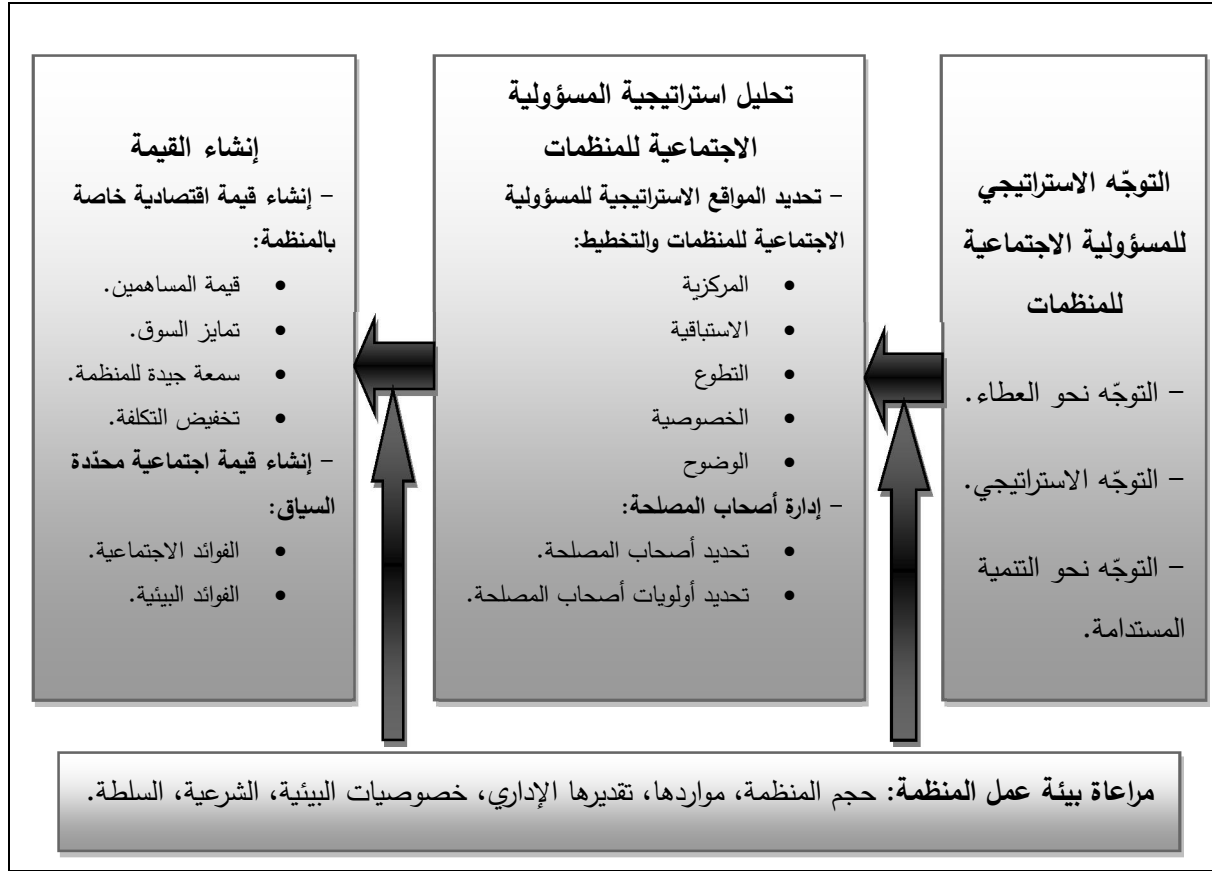 التوجّه الاستراتيجي
للمسؤولية الاجتماعية
للمنظمات
– التوجّه نحو العطاء.
– التوجّه الاستراتيجي.
– التوجّه نحو التنمية
المستدامة.
تحليل استراتيجية المسؤولية
الاجتماعية للمنظمات
– تحديد المواقع الاستراتيجية للمسؤولية
الاجتماعية للمنظمات والتخطيط:
• المركزية
• الاستباقية
• التطوع
• الخصوصية
• الوضوح
– إدارة أصحاب المصلحة:
• تحديد أصحاب المصلحة.
• تحديد أولويات أصحاب المصلحة.
إنشاء القيمة
– إنشاء قيمة اقتصادية خاصة
بالمنظمة:
• قيمة المساهمين.
• تمايز السوق.
• سمعة جيدة للمنظمة.
• تخفيض التكلفة.
– إنشاء قيمة اجتماعية محدّدة
السياق:
• الفوائد الاجتماعية.
• الفوائد البيئية.
مراعاة بيئة عمل المنظمة: حجم المنظمة، مواردها، تقديرها الإداري، خصوصيات البيئية، الشرعية، السلطة.